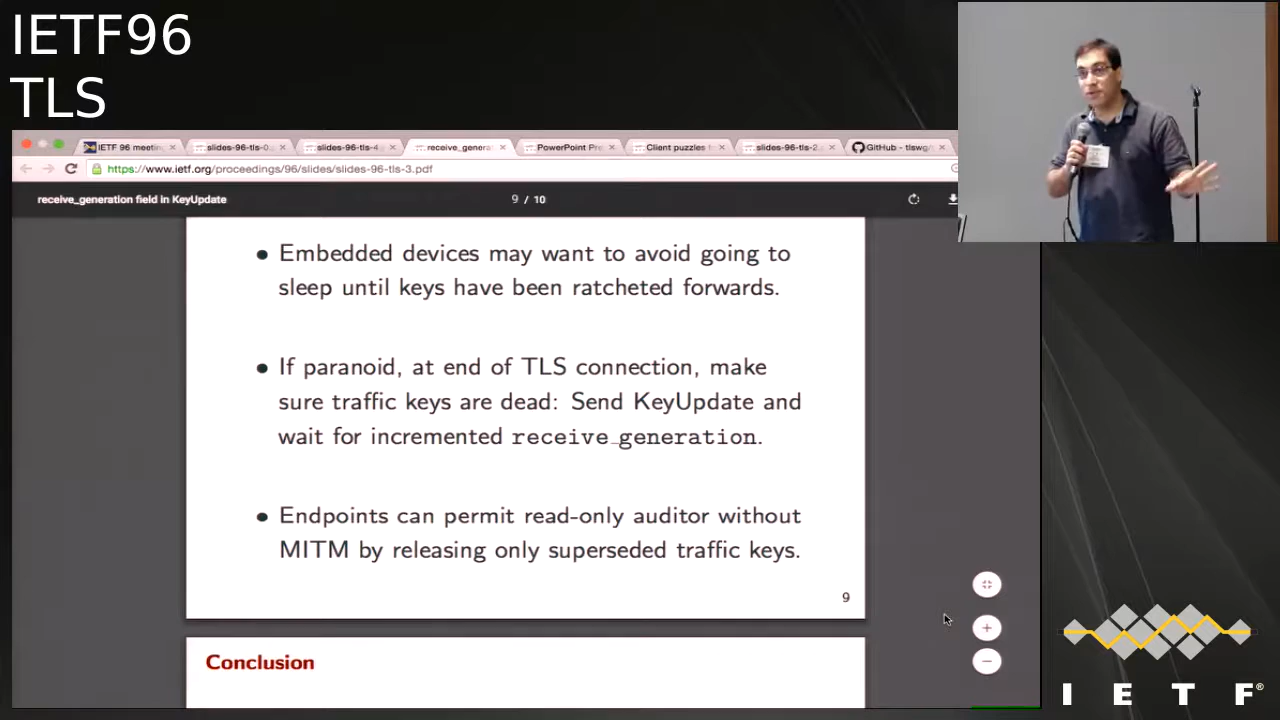 IETF96
TLS
IETF 96 meetin
slides-96-tls-0
slides-96-tls-4
receive_genera
PowerPoint Pre
Client puzzles
slides-96-tls-2
GitHub - tlswg
https://www.ietf.org/proceedings/96/slides/slides-96-tls-3.pdf
receive_generation field in KeyUpdate
9 / 10
• Embedded devices may want to avoid going to
sleep until keys have been ratcheted forwards.
• If paranoid, at end of TLS connection, make
sure traffic keys are dead: Send KeyUpdate and
wait for incremented receive_generation.
• Endpoints can permit read-only auditor without
MITM by releasing only superseded traffic keys.
9
Conclusion
I E T F®